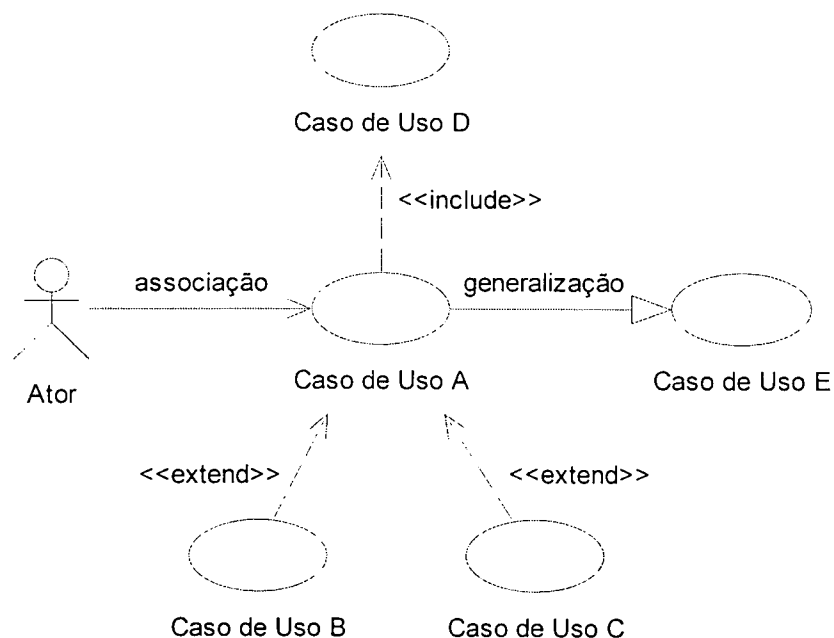 Caso de Uso D
<<include>>
associação
generalização
Ator
Caso de Uso A
Caso de Uso E
<<extend>>
<<extend>>
Caso de Uso B
Caso de Uso C